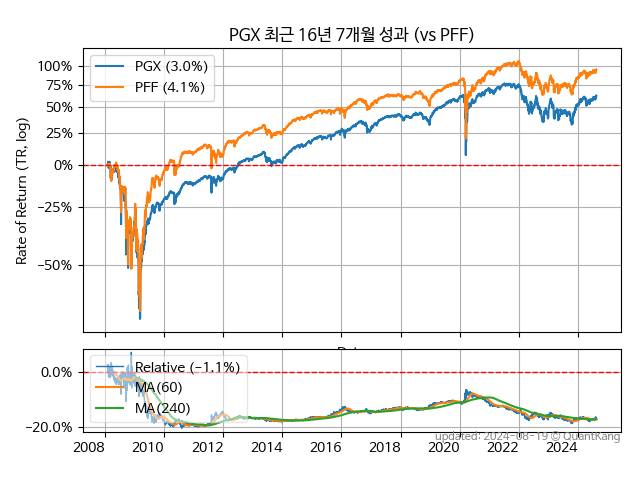 PGX 최근 16년 7개월 성과 (vs PFF)
Rate of Return (TR, log)
100%
75%
50%
25%
0%
−25%
−50%
PGX (3.0%)
PFF (4.1%)
0.0%
−20.0%
Relative (−1.1%)
MA(60)
MA(240)
2008 2010 2012 2014 2016 2018 2020 2022 2024
updated: 2024-08-19 © QuantKang